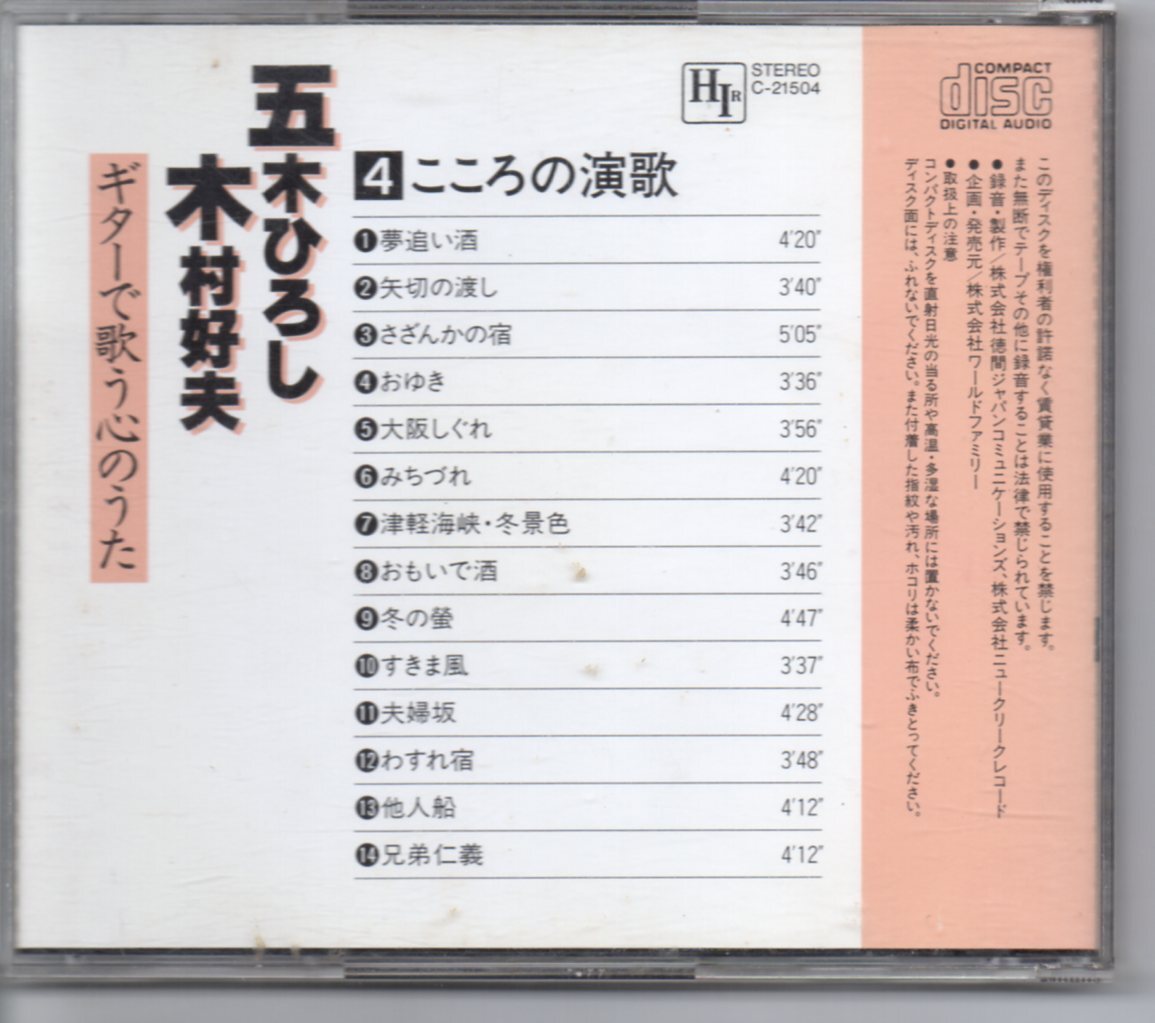 五木ひろし
木村好夫
ギターで歌う心のうた
HIR
STEREO
C-21504
4 こころの演歌
❶夢追い酒 4'20"
❷矢切の渡し 3'40"
❸さざんかの宿 5'05"
❹おゆき 3'36"
❺大阪しぐれ 3'56"
❻みちづれ 4'20"
❼津軽海峡・冬景色 3'42"
❽おもいで酒 3'46"
❾冬の螢 4'47"
❿すきま風 3'37"
⓫夫婦坂 4'28"
⓬わすれ宿 3'48"
⓭他人船 4'12"
⓮兄弟仁義 4'12"
COMPACT
disc
DIGITAL AUDIO
このディスクを権利者の許諾なく賃貸業に使用することを禁じます。
また無断でテープその他に録音することは法律で禁じられています。
●録音・製作／株式会社徳間ジャパンコミュニケーションズ、株式会社ニュークリークレコード
●企画・発売元／株式会社ワールドファミリー
●取扱上の注意
コンパクトディスクを直射日光の当る所や高温・多湿な場所には置かないでください。
ディスク面には、ふれないでください。また付着した指紋や汚れ、ホコリは柔かい布でふきとってください。